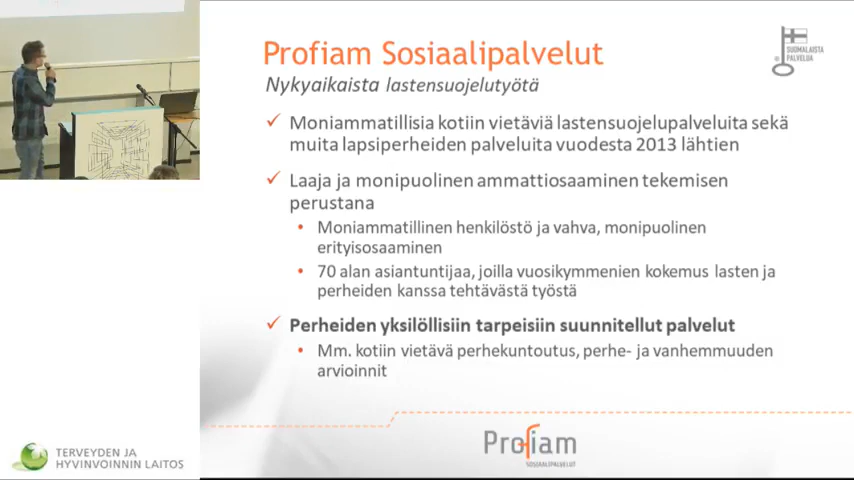 Profiam Sosiaalipalvelut
Nykyaikaista lastensuojelutyötä
SUOMALAISTA
PALVELUA
Moniammatillisia kotiin vietäviä lastensuojelupalveluita sekä
muita lapsiperheiden palveluita vuodesta 2013 lähtien
Laaja ja monipuolinen ammattiosaaminen tekemisen
perustana
Moniammatillinen henkilöstö ja vahva, monipuolinen
erityisosaaminen
70 alan asiantuntijaa, joilla vuosikymmenien kokemus lasten ja
perheiden kanssa tehtävästä työstä
Perheiden yksilöllisiin tarpeisiin suunnitellut palvelut
Mm. kotiin vietävä perhekuntoutus, perhe- ja vanhemmuuden
arvioinnit
TERVEYDEN JA
HYVINVOINNIN LAITOS
Profiam
SOSIAALIPALVELUT